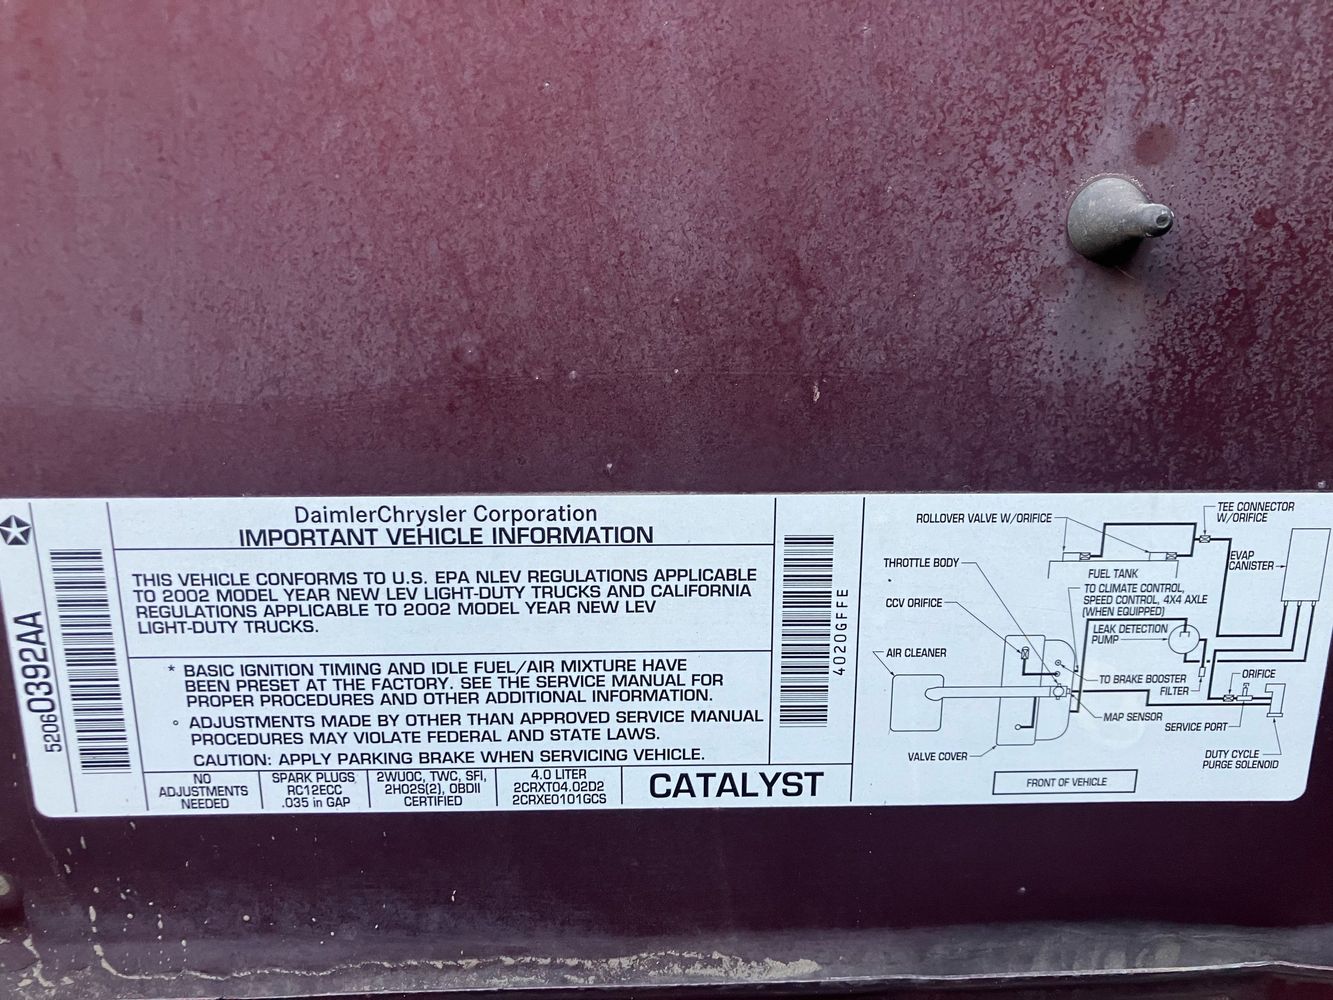 DaimlerChrysler Corporation
IMPORTANT VEHICLE INFORMATION
THIS VEHICLE CONFORMS TO U.S. EPA NLEV REGULATIONS APPLICABLE
TO 2002 MODEL YEAR NEW LEV LIGHT-DUTY TRUCKS AND CALIFORNIA
REGULATIONS APPLICABLE TO 2002 MODEL YEAR NEW LEV
LIGHT-DUTY TRUCKS.
* BASIC IGNITION TIMING AND IDLE FUEL/AIR MIXTURE HAVE
BEEN PRESET AT THE FACTORY. SEE THE SERVICE MANUAL FOR
PROPER PROCEDURES AND OTHER ADDITIONAL INFORMATION.
° ADJUSTMENTS MADE BY OTHER THAN APPROVED SERVICE MANUAL
PROCEDURES MAY VIOLATE FEDERAL AND STATE LAWS.
CAUTION: APPLY PARKING BRAKE WHEN SERVICING VEHICLE.
NO
ADJUSTMENTS
NEEDED
SPARK PLUGS
RC12ECC
.035 in GAP
2WUOC, TWC, SFI,
2HO2S(2), OBDII
CERTIFIED
4.0 LITER
2CRXT04.02D2
2CRXE0101GCS
CATALYST
52060392AA
4020GFFE
ROLLOVER VALVE W/ORIFICE
TEE CONNECTOR
W/ORIFICE
THROTTLE BODY
FUEL TANK
EVAP
CANISTER
CCV ORIFICE
TO CLIMATE CONTROL,
SPEED CONTROL, 4X4 AXLE
(WHEN EQUIPPED)
LEAK DETECTION
PUMP
AIR CLEANER
TO BRAKE BOOSTER
FILTER
ORIFICE
MAP SENSOR
SERVICE PORT
VALVE COVER
DUTY CYCLE
PURGE SOLENOID
FRONT OF VEHICLE